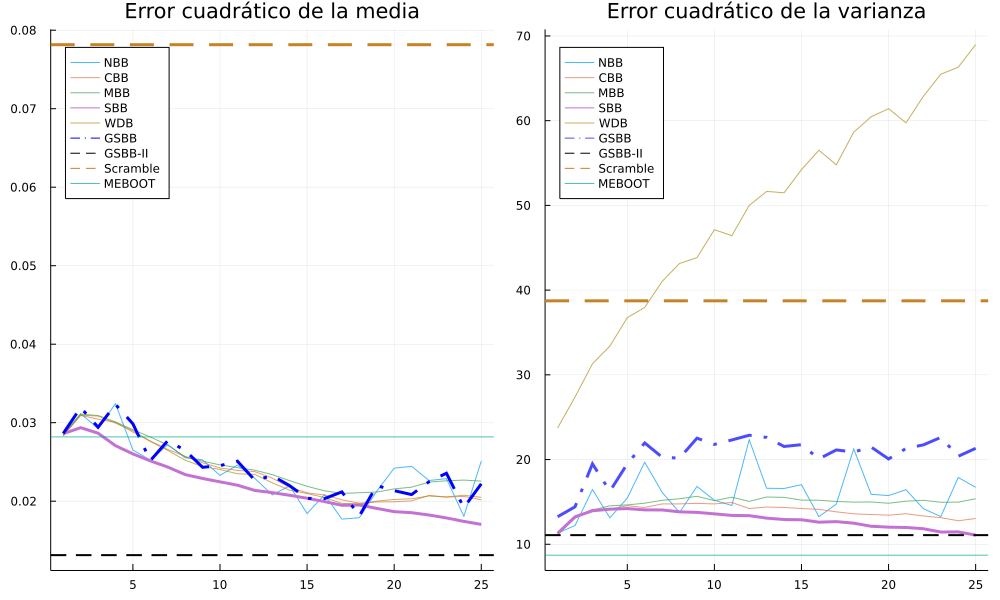 Error cuadrático de la media
0.08
0.07
0.06
0.05
0.04
0.03
0.02
5
10
15
20
25
NBB
CBB
MBB
SBB
WDB
GSBB
GSBB-II
Scramble
MEBOOT
Error cuadrático de la varianza
70
60
50
40
30
20
10
5
10
15
20
25
NBB
CBB
MBB
SBB
WDB
GSBB
GSBB-II
Scramble
MEBOOT